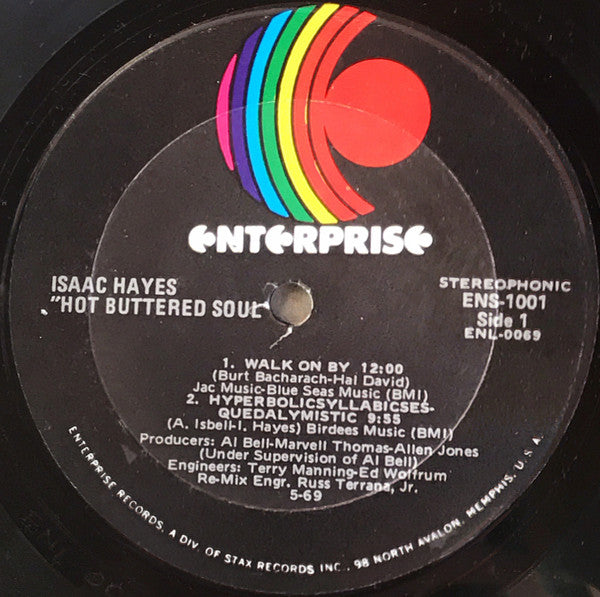 ENTERPRISE
ISAAC HAYES
"HOT BUTTERED SOUL"
STEREOPHONIC
ENS-1001
Side 1
ENL-0069
1. WALK ON BY 12:00
(Burt Bacharach-Hal David)
Jac Music-Blue Seas Music (BMI)
2. HYPERBOLICSYLLABICSES-
QUEDALYMISTIC 9:55
(A. Isbell-I. Hayes) Birdees Music (BMI)
Producers: Al Bell-Marvell Thomas-Allen Jones
(Under Supervision of Al Bell)
Engineers: Terry Manning-Ed Wolfrum
Re-Mix Engr. Russ Terrana, Jr.
5-69
ENTERPRISE RECORDS, A DIV. OF STAX RECORDS INC., 98 NORTH AVALON, MEMPHIS, U.S.A.